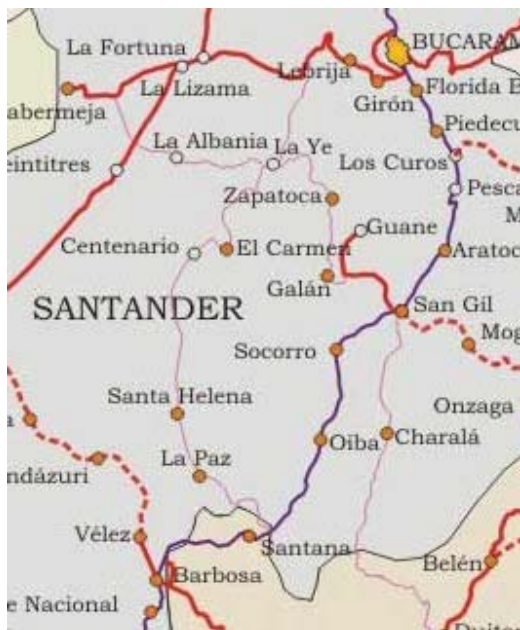 La Fortuna
BUCARAM
Lebrija
La Lizama
Florida B
abermeja
Girón
Piedecu
La Albania
La Ye
Los Curos
eintitres
Zapatoca
Pesca
M
Guane
Centenario
El Carmen
Aratoc
Galán
SANTANDER
San Gil
Mog
Socorro
Santa Helena
Onzaga
a
Oiba
Charalá
La Paz
ndázuri
Vélez
Santana
Belén
Barbosa
e Nacional
Duitam